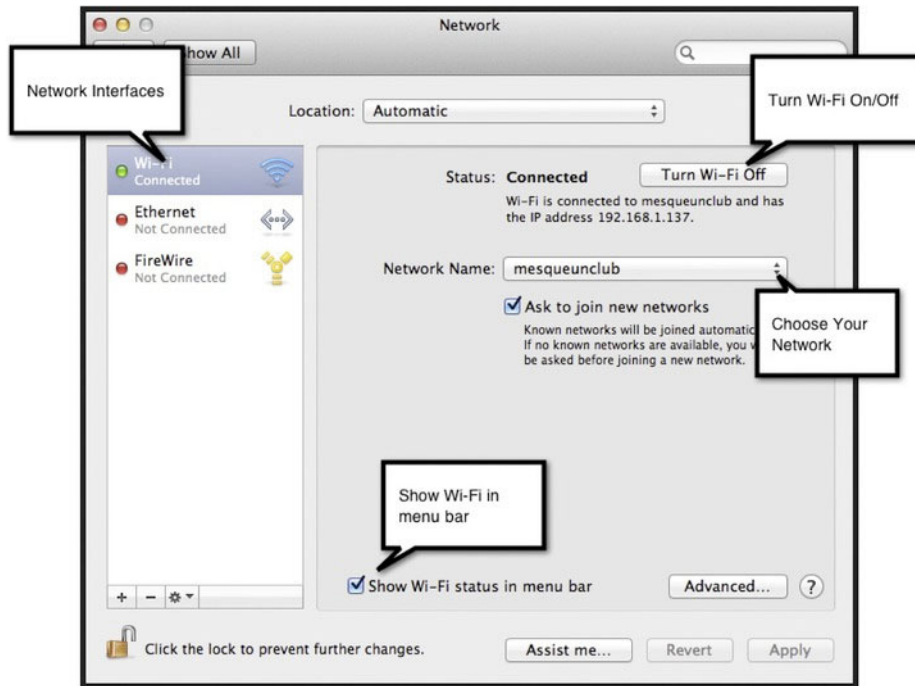 Network
how All
Network Interfaces
Turn Wi-Fi On/Off
Location: Automatic
Wi-Fi
Connected
Status: Connected
Turn Wi-Fi Off
Wi-Fi is connected to mesqueunclub and has
the IP address 192.168.1.137.
Ethernet
Not Connected
FireWire
Not Connected
Network Name: mesqueunclub
Ask to join new networks
Known networks will be joined automatic
If no known networks are available, you
be asked before joining a new network.
Choose Your
Network
Show Wi-Fi in
menu bar
Show Wi-Fi status in menu bar
Advanced...
?
Click the lock to prevent further changes.
Assist me...
Revert
Apply